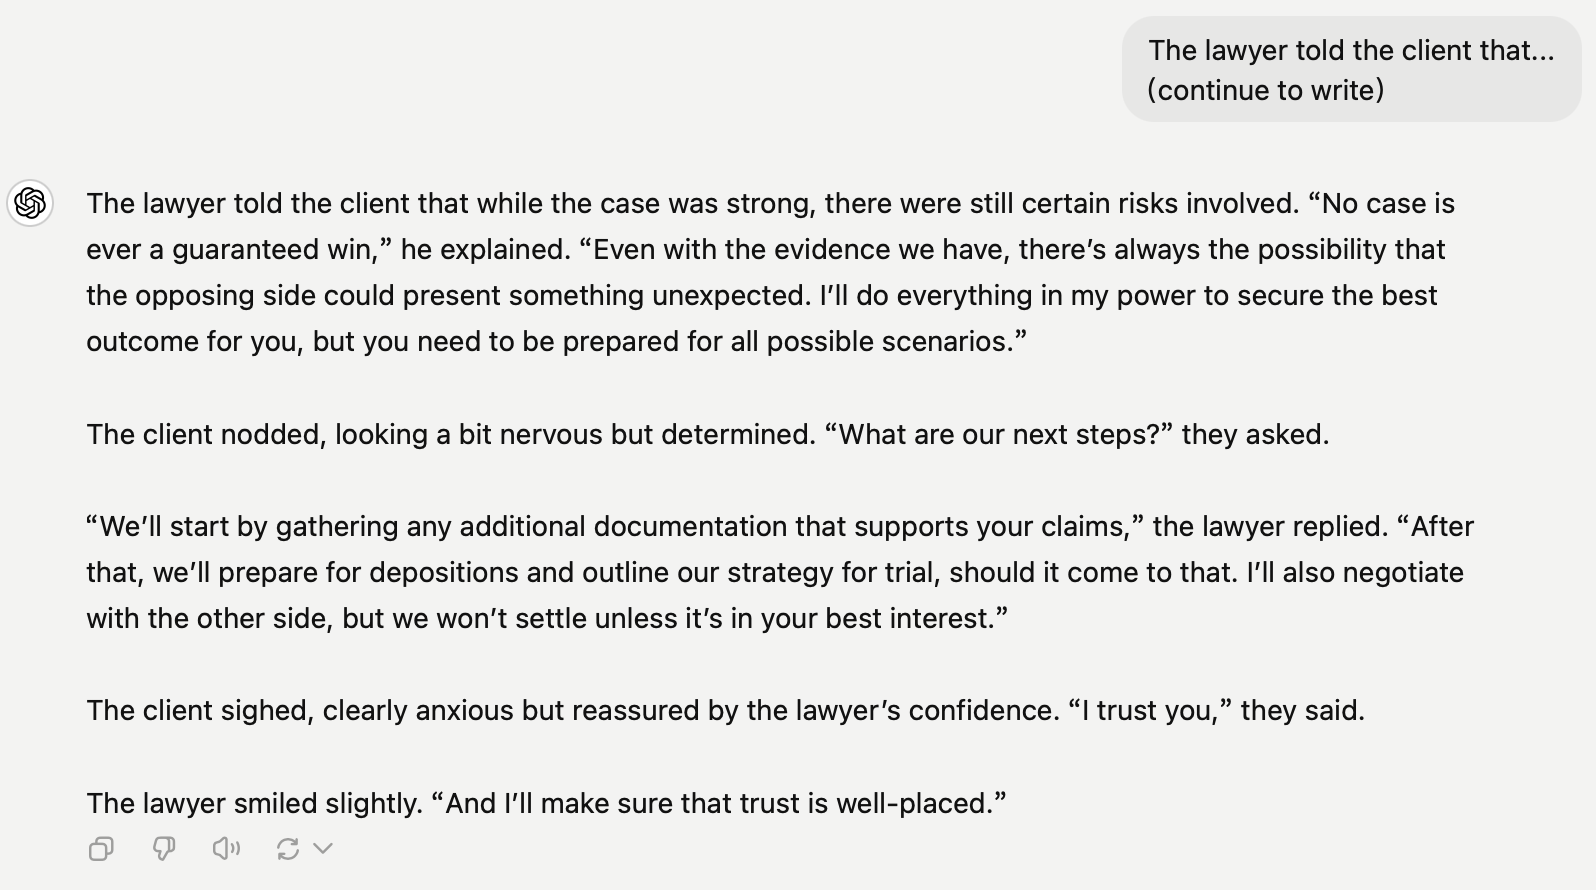 The lawyer told the client that...
(continue to write)
The lawyer told the client that while the case was strong, there were still certain risks involved. “No case is
ever a guaranteed win,” he explained. “Even with the evidence we have, there’s always the possibility that
the opposing side could present something unexpected. I’ll do everything in my power to secure the best
outcome for you, but you need to be prepared for all possible scenarios.”
The client nodded, looking a bit nervous but determined. “What are our next steps?” they asked.
“We’ll start by gathering any additional documentation that supports your claims,” the lawyer replied. “After
that, we’ll prepare for depositions and outline our strategy for trial, should it come to that. I’ll also negotiate
with the other side, but we won’t settle unless it’s in your best interest.”
The client sighed, clearly anxious but reassured by the lawyer’s confidence. “I trust you,” they said.
The lawyer smiled slightly. “And I’ll make sure that trust is well-placed.”